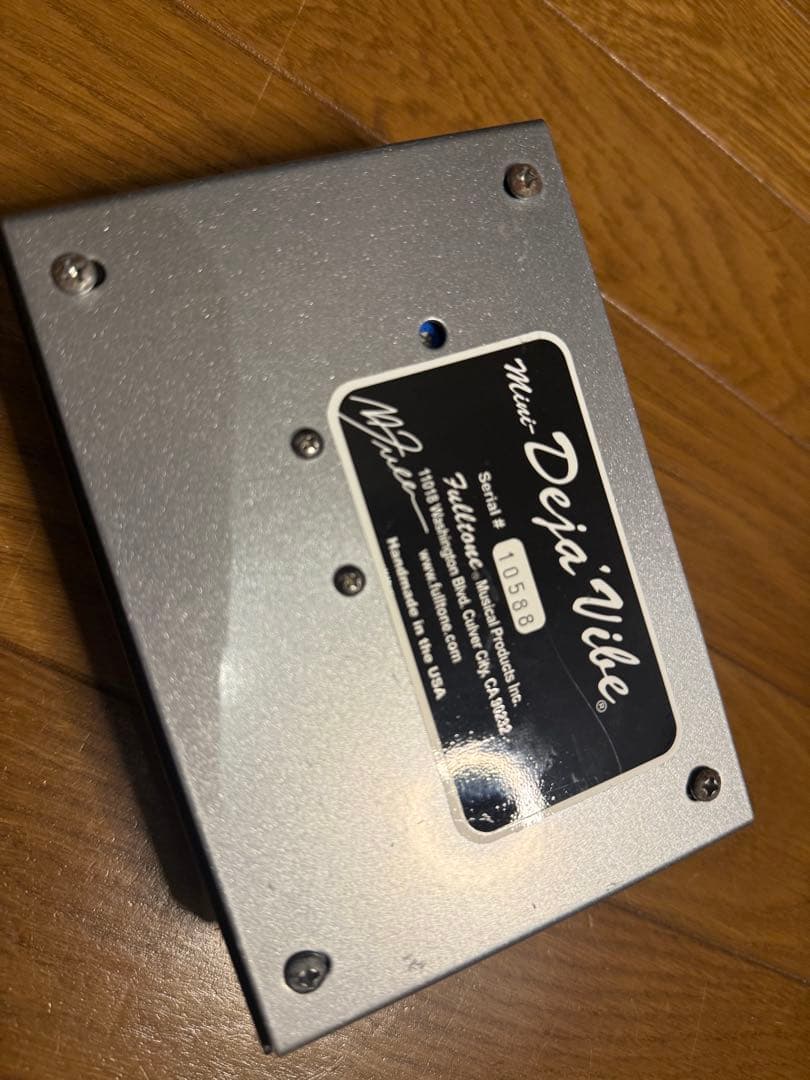 Mini-
Deja' Vibe®
Serial # 10588
Fulltone® Musical Products Inc.
11018 Washington Blvd. Culver City, CA 90232
www.fulltone.com
Handmade in the USA
M Fuller